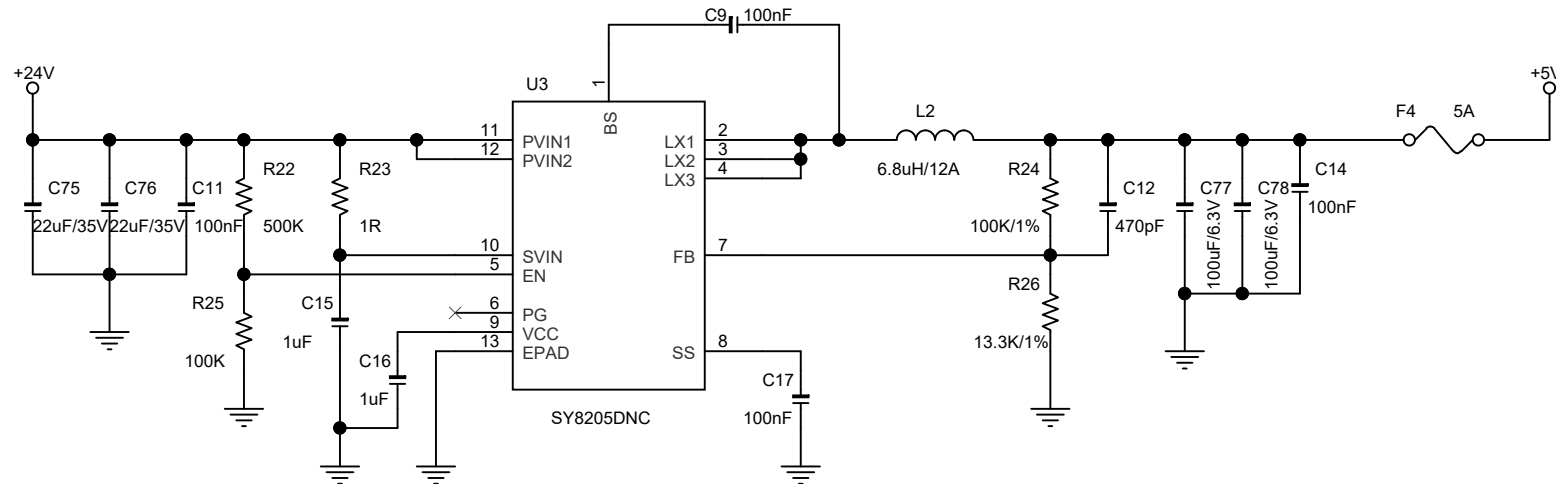 C9 100nF
+24V
+5\
U3
1
BS
L2
F4 5A
11 PVIN1
12 PVIN2
LX1 2
LX2 3
LX3 4
6.8uH/12A
C75
22uF/35V
C76
22uF/35V
C11
100nF
R22
500K
R23
1R
R24
100K/1%
C12
470pF
C77
100uF/6.3V
C78
100uF/6.3V
C14
100nF
10 SVIN
5 EN
FB 7
R25
100K
C15
1uF
6 PG
9 VCC
13 EPAD
R26
13.3K/1%
C16
1uF
SS 8
C17
100nF
SY8205DNC